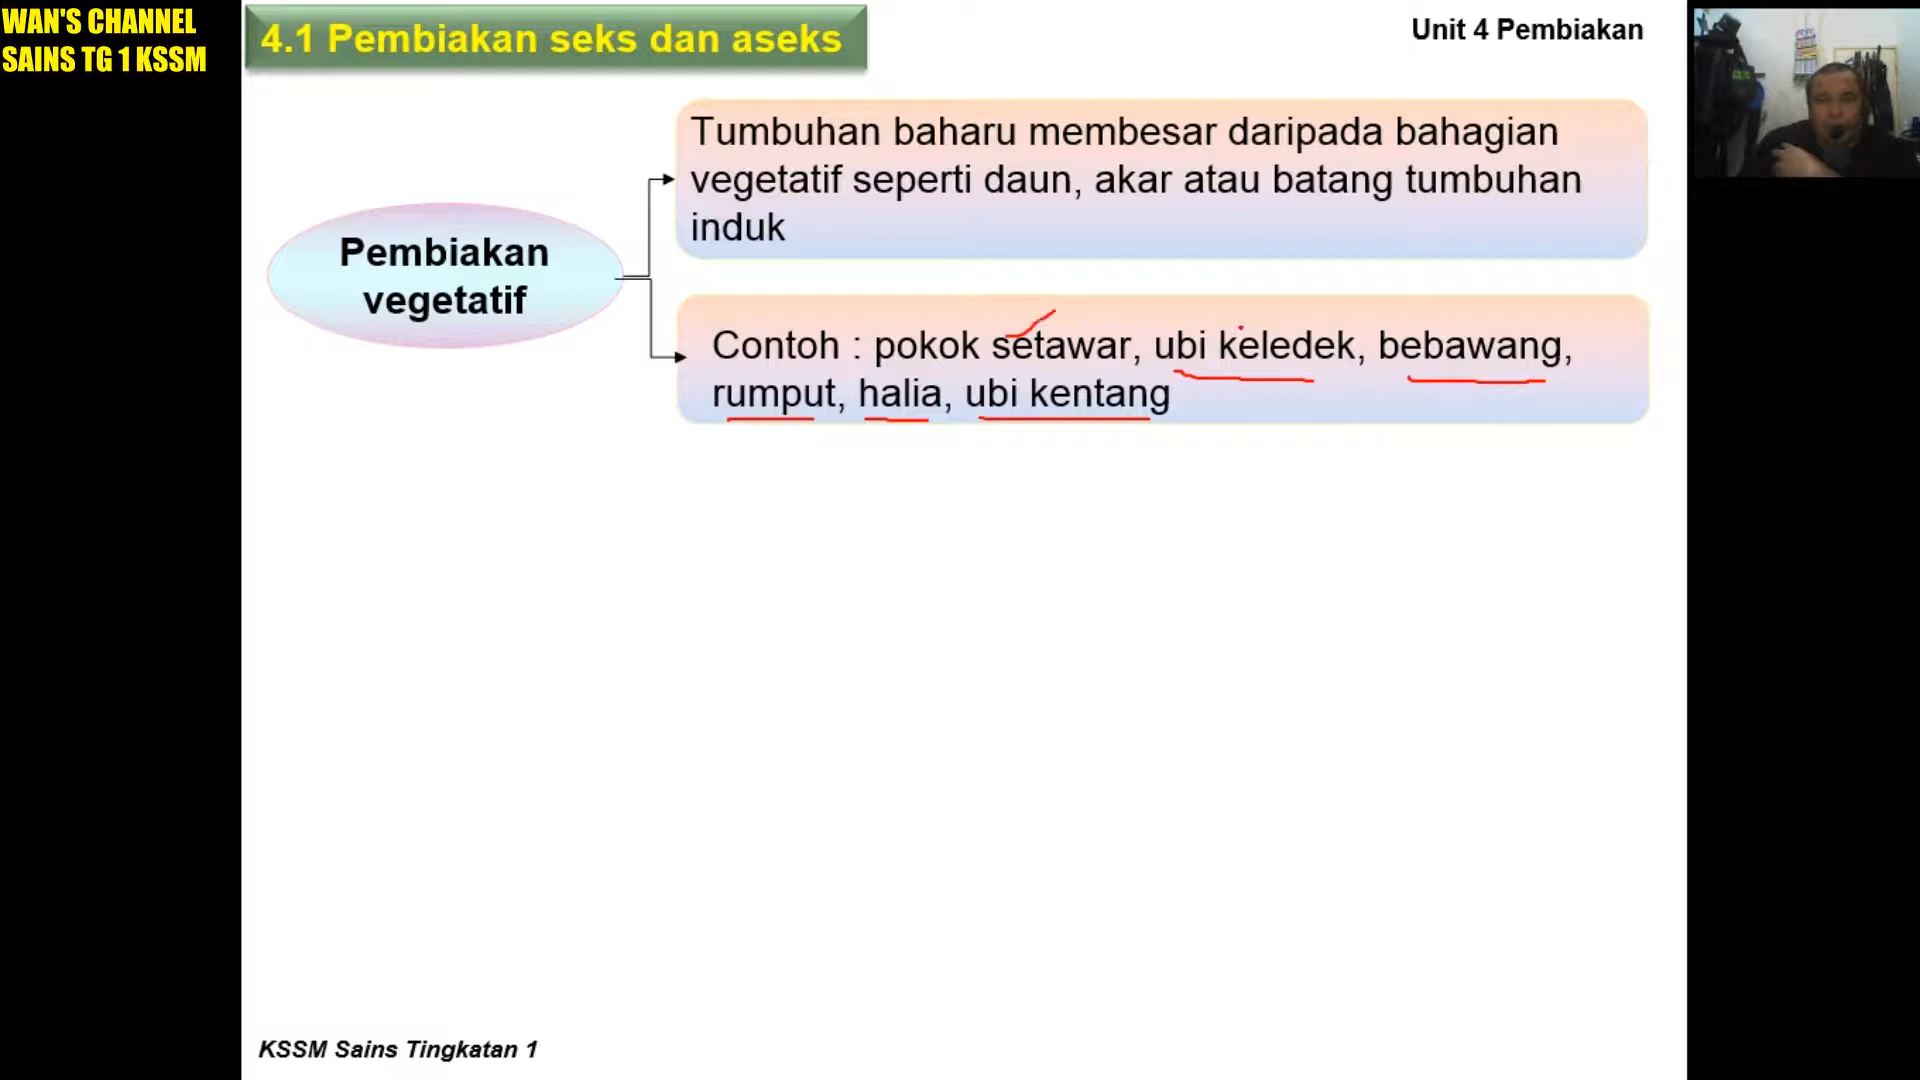 WAN'S CHANNEL
SAINS TG 1 KSSM
4.1 Pembiakan seks dan aseks
Unit 4 Pembiakan
Tumbuhan baharu membesar daripada bahagian
vegetatif seperti daun, akar atau batang tumbuhan
induk
Pembiakan
vegetatif
Contoh : pokok setawar, ubi keledek, bebawang,
rumput, halia, ubi kentang
KSSM Sains Tingkatan 1